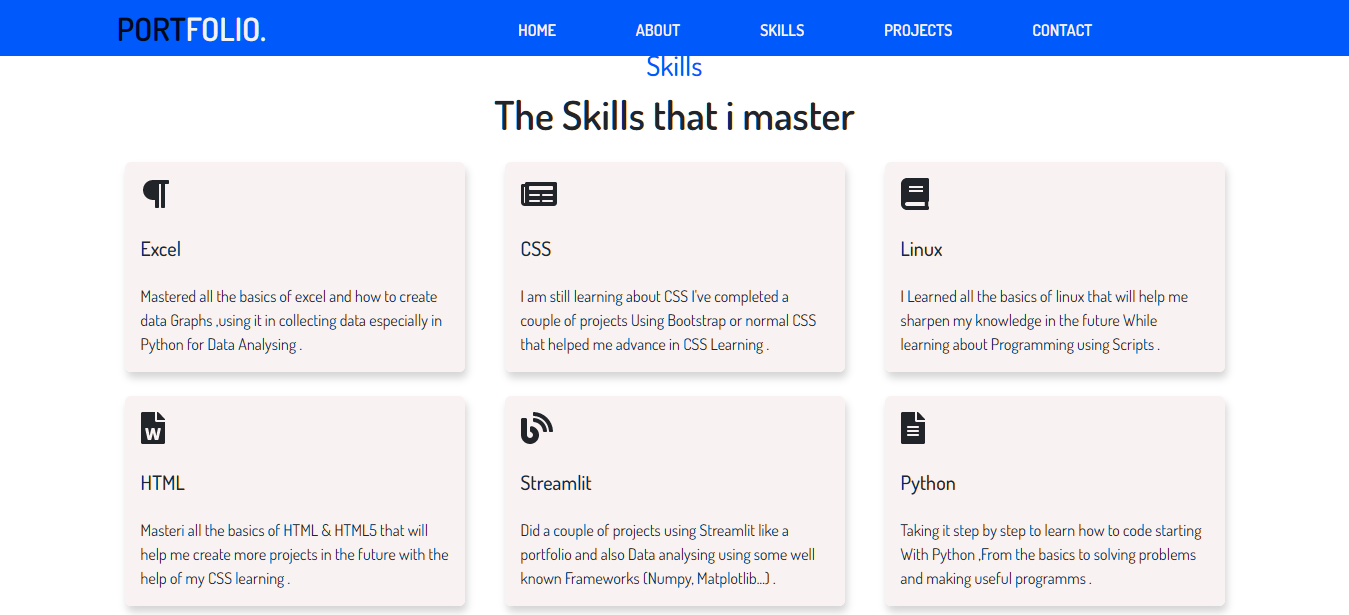 PORTFOLIO.
HOME ABOUT SKILLS PROJECTS CONTACT
Skills
The Skills that i master
Excel
Mastered all the basics of excel and how to create
data Graphs ,using it in collecting data especially in
Python for Data Analysing .
CSS
I am still learning about CSS I've completed a
couple of projects Using Bootstrap or normal CSS
that helped me advance in CSS Learning .
Linux
I Learned all the basics of linux that will help me
sharpen my knowledge in the future While
learning about Programming using Scripts .
W
HTML
Masteri all the basics of HTML & HTML5 that will
help me create more projects in the future with the
help of my CSS learning .
Streamlit
Did a couple of projects using Streamlit like a
portfolio and also Data analysing using some well
known Frameworks (Numpy, Matplotlib...) .
Python
Taking it step by step to learn how to code starting
With Python ,From the basics to solving problems
and making useful programms .